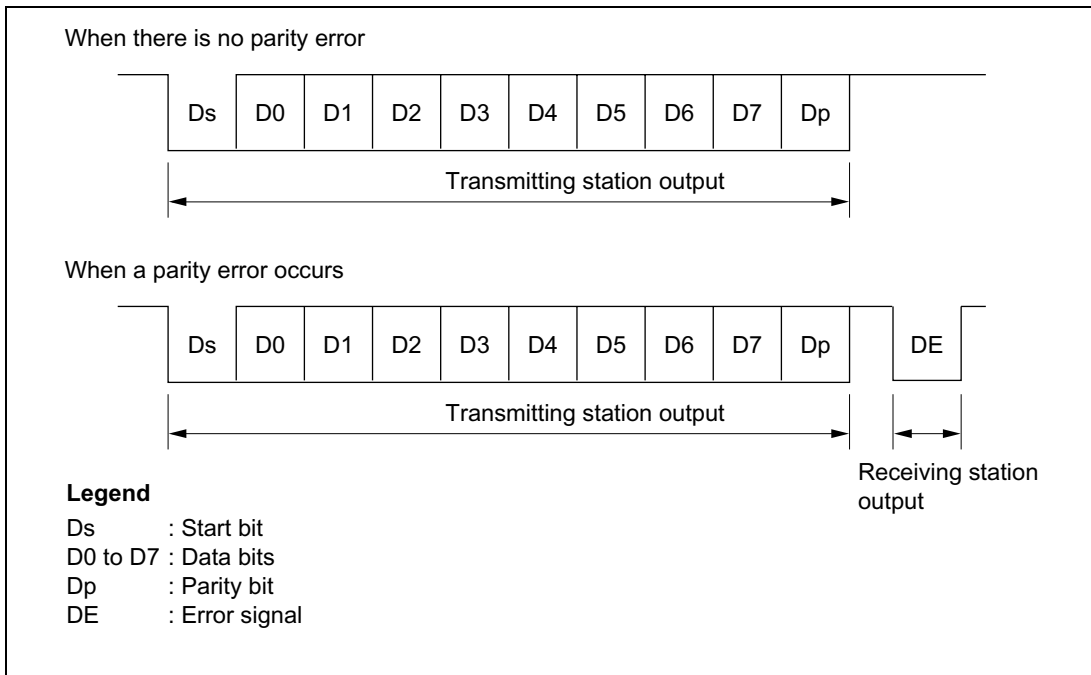 When there is no parity error
Ds D0 D1 D2 D3 D4 D5 D6 D7 Dp
Transmitting station output
When a parity error occurs
Ds D0 D1 D2 D3 D4 D5 D6 D7 Dp DE
Transmitting station output
Receiving station
output
Legend
Ds : Start bit
D0 to D7 : Data bits
Dp : Parity bit
DE : Error signal